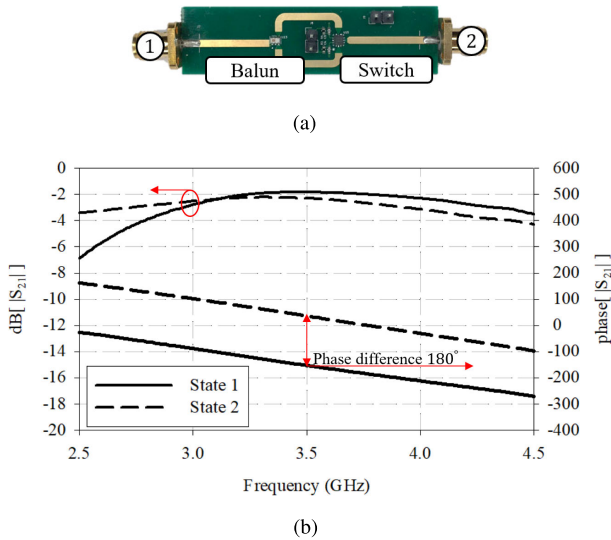 1
2
Balun
Switch
(a)
0
-2
-4
-6
-8
-10
-12
-14
-16
-18
-20
dB[ |S21| ]
600
500
400
300
200
100
0
-100
-200
-300
-400
phase[ |S21| ]
Phase difference 180°
State 1
State 2
2.5 3.0 3.5 4.0 4.5
Frequency (GHz)
(b)